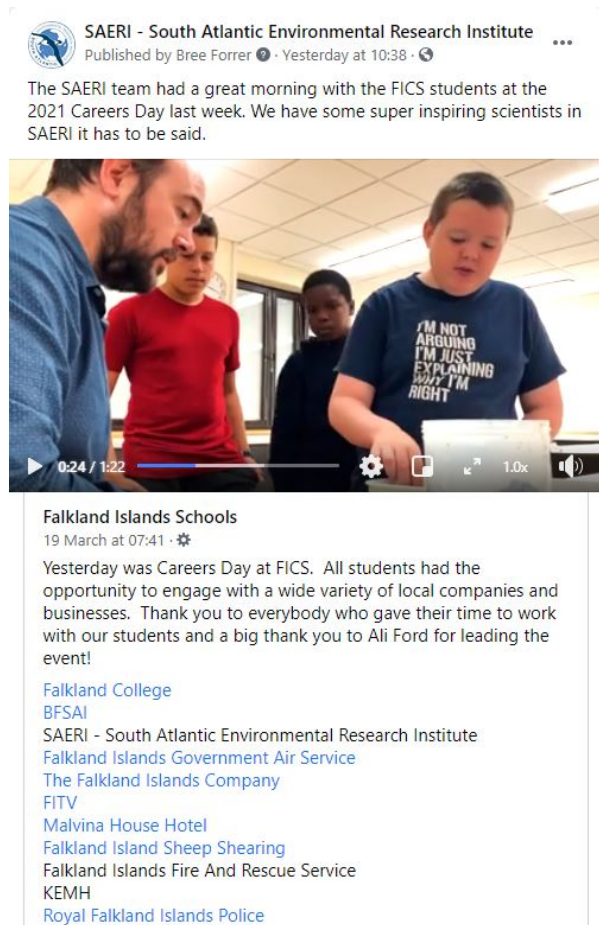 SAERI - South Atlantic Environmental Research Institute
Published by Bree Forrer · Yesterday at 10:38 ·
The SAERI team had a great morning with the FICS students at the
2021 Careers Day last week. We have some super inspiring scientists in
SAERI it has to be said.
I'M NOT
ARGUING
I'M JUST
EXPLAINING
WHY I'M
RIGHT
0:24 / 1:22
1.0x
Falkland Islands Schools
19 March at 07:41 ·
Yesterday was Careers Day at FICS. All students had the
opportunity to engage with a wide variety of local companies and
businesses. Thank you to everybody who gave their time to work
with our students and a big thank you to Ali Ford for leading the
event!
Falkland College
BFSAI
SAERI - South Atlantic Environmental Research Institute
Falkland Islands Government Air Service
The Falkland Islands Company
FITV
Malvina House Hotel
Falkland Island Sheep Shearing
Falkland Islands Fire And Rescue Service
KEMH
Royal Falkland Islands Police